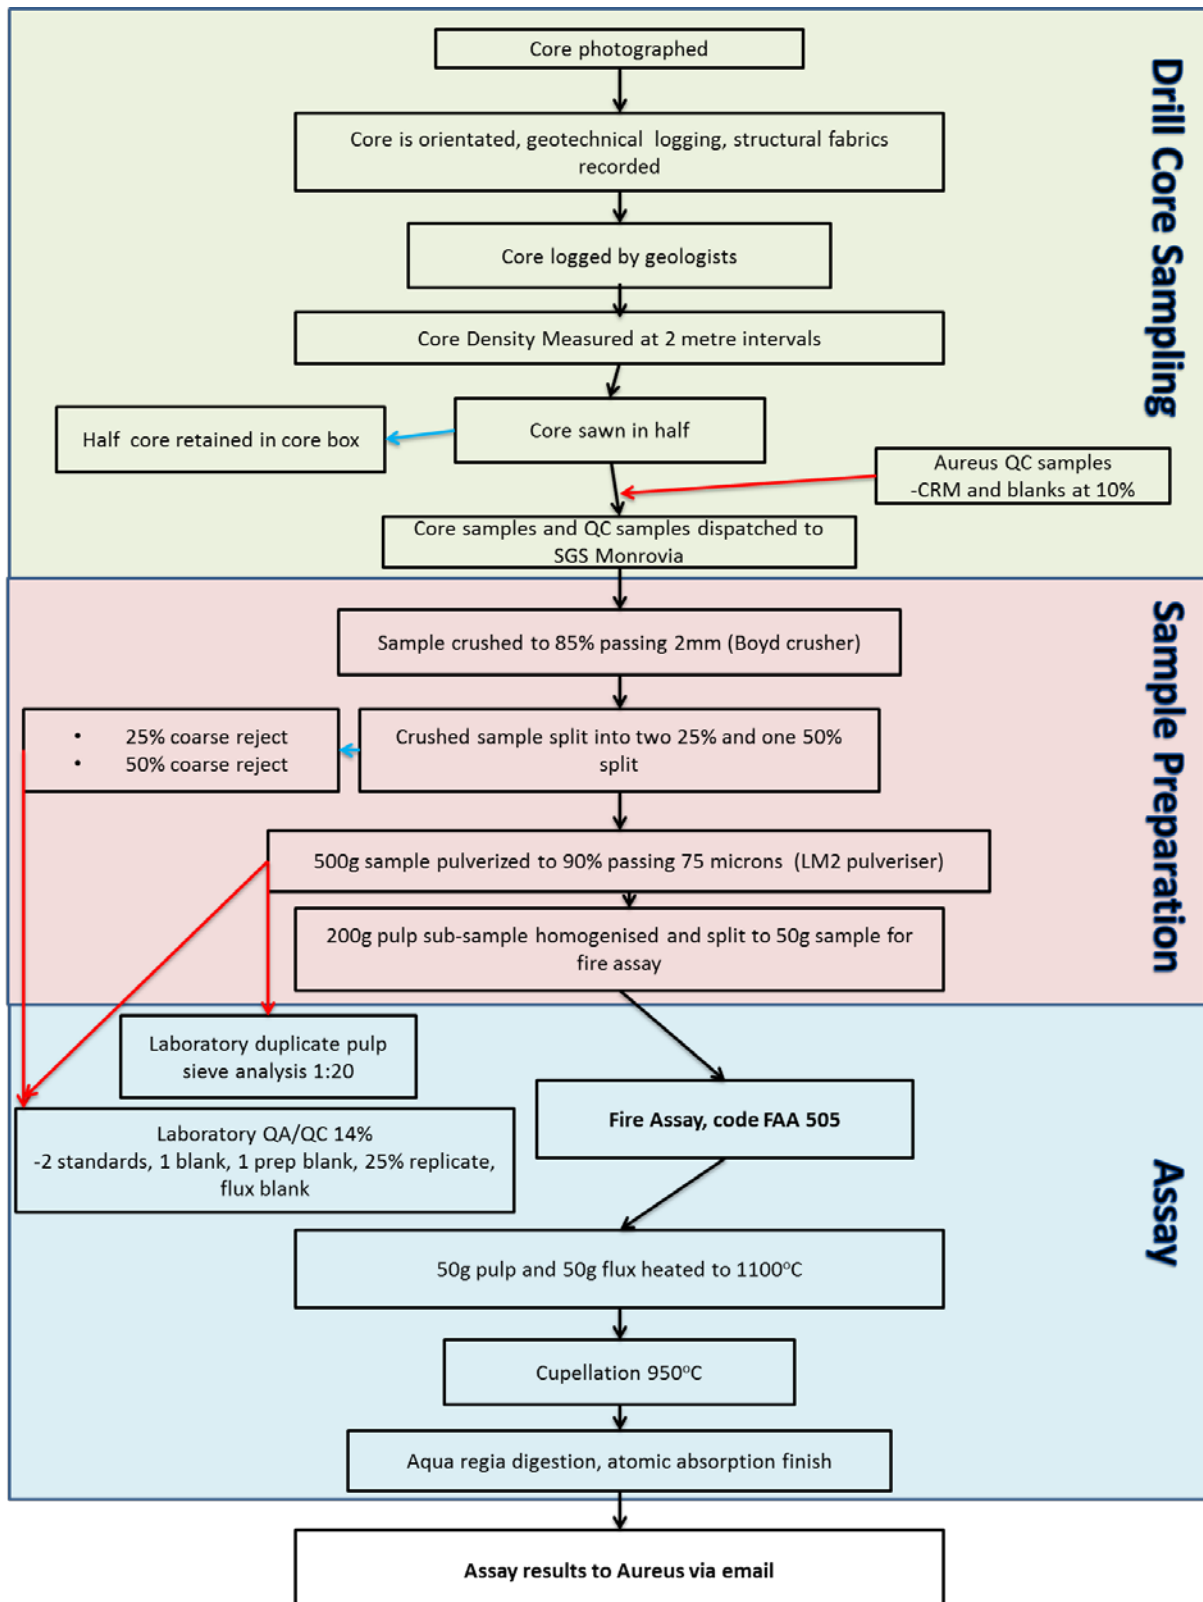 Drill Core Sampling
Core photographed
Core is orientated, geotechnical logging, structural fabrics
recorded
Core logged by geologists
Core Density Measured at 2 metre intervals
Half core retained in core box
Core sawn in half
Aureus QC samples
-CRM and blanks at 10%
Core samples and QC samples dispatched to
SGS Monrovia
Sample Preparation
Sample crushed to 85% passing 2mm (Boyd crusher)
• 25% coarse reject
• 50% coarse reject
Crushed sample split into two 25% and one 50%
split
500g sample pulverized to 90% passing 75 microns (LM2 pulveriser)
200g pulp sub-sample homogenised and split to 50g sample for
fire assay
Assay
Laboratory duplicate pulp
sieve analysis 1:20
Laboratory QA/QC 14%
-2 standards, 1 blank, 1 prep blank, 25% replicate,
flux blank
Fire Assay, code FAA 505
50g pulp and 50g flux heated to 1100°C
Cupellation 950°C
Aqua regia digestion, atomic absorption finish
Assay results to Aureus via email